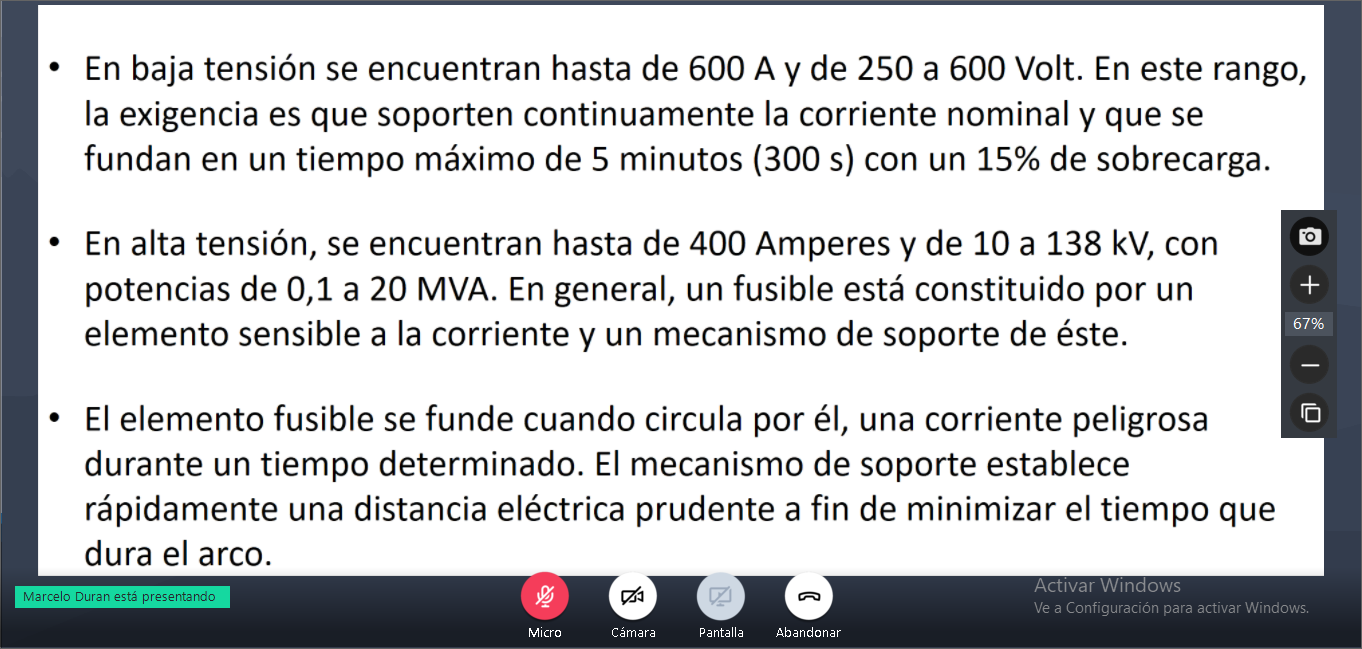 • En baja tensión se encuentran hasta de 600 A y de 250 a 600 Volt. En este rango,
la exigencia es que soporten continuamente la corriente nominal y que se
fundan en un tiempo máximo de 5 minutos (300 s) con un 15% de sobrecarga.
• En alta tensión, se encuentran hasta de 400 Amperes y de 10 a 138 kV, con
potencias de 0,1 a 20 MVA. En general, un fusible está constituido por un
elemento sensible a la corriente y un mecanismo de soporte de éste.
• El elemento fusible se funde cuando circula por él, una corriente peligrosa
durante un tiempo determinado. El mecanismo de soporte establece
rápidamente una distancia eléctrica prudente a fin de minimizar el tiempo que
dura el arco.
67%
Marcelo Duran está presentando
Micro
Cámara
Pantalla
Abandonar
Activar Windows
Ve a Configuración para activar Windows.